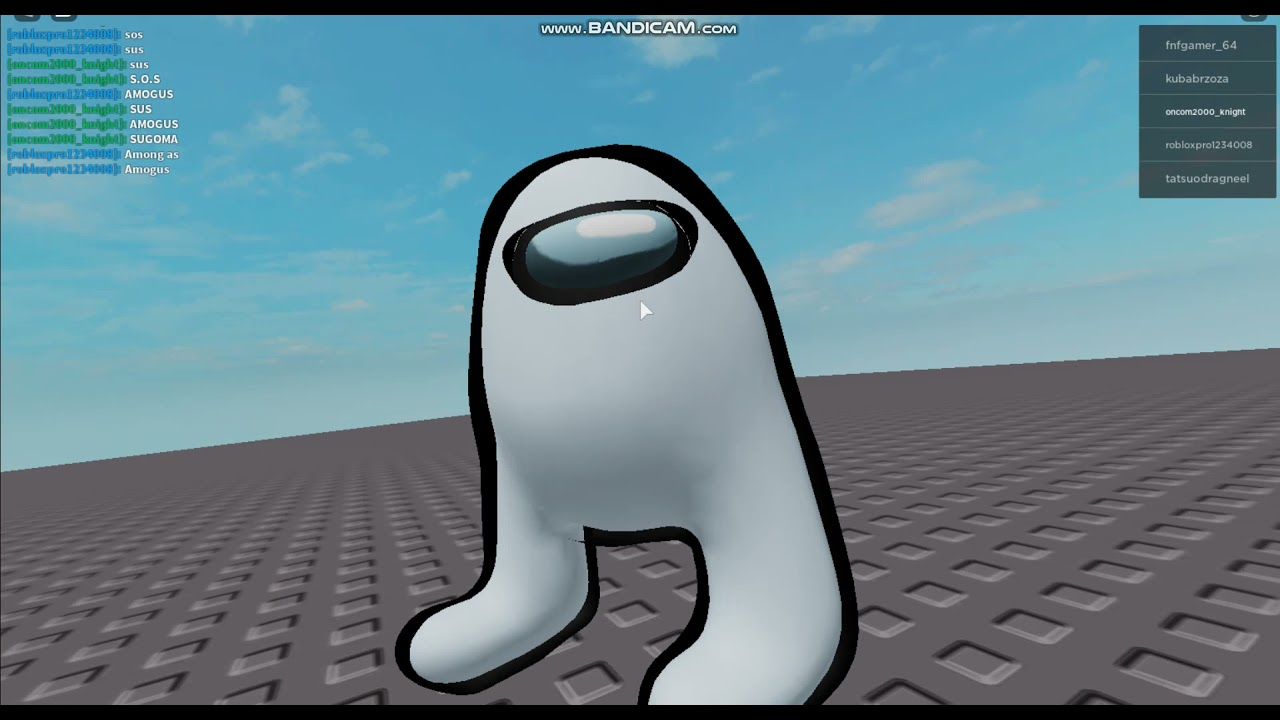 www.BANDICAM.com
[robloxpro1234008]: sos
[robloxpro1234008]: sus
[oncom2000_knight]: sus
[oncom2000_knight]: S.O.S
[robloxpro1234008]: AMOGUS
[oncom2000_knight]: SUS
[oncom2000_knight]: AMOGUS
[oncom2000_knight]: SUGOMA
[robloxpro1234008]: Among as
[robloxpro1234008]: Amogus
fnfgamer_64
kubabrzoza
oncom2000_knight
robloxpro1234008
tatsuodragneel